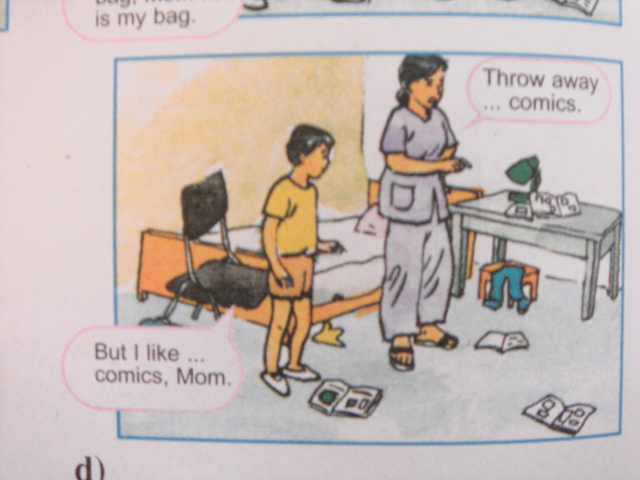 is my bag.
Throw away
... comics.
But I like ...
comics, Mom.
d)